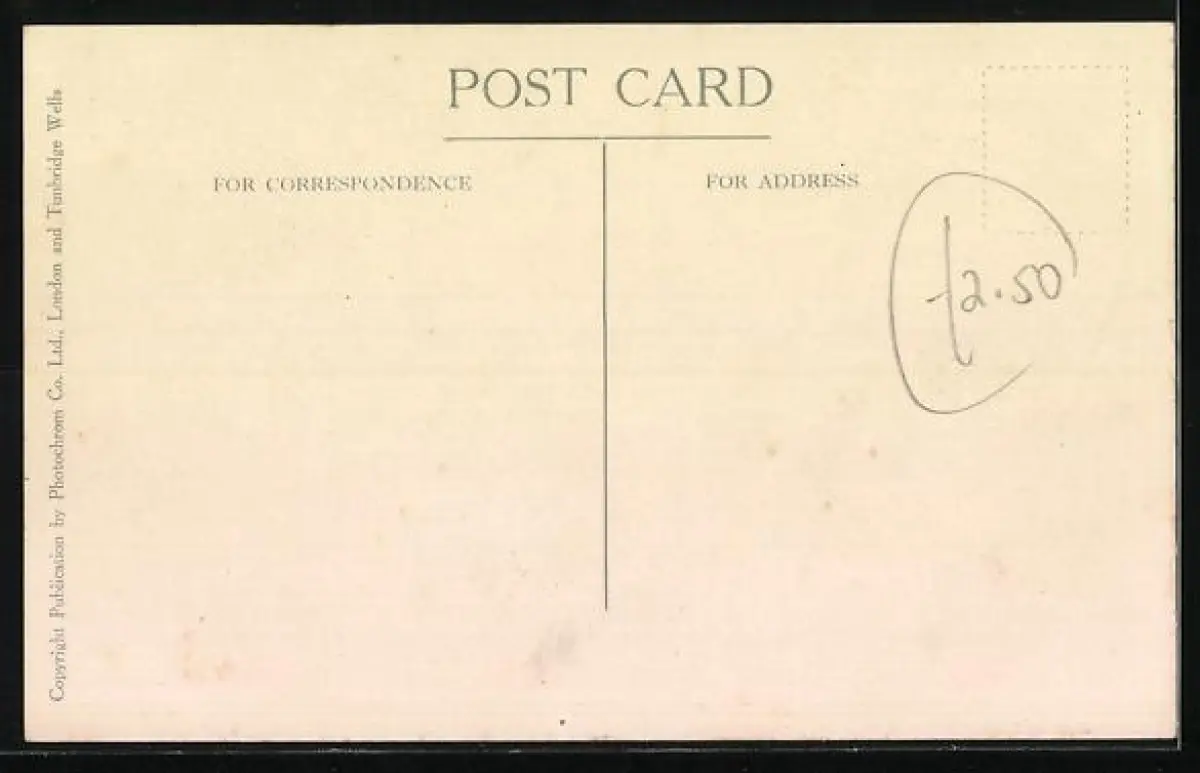 POST CARD
FOR CORRESPONDENCE
FOR ADDRESS
£2.50
Copyright Publication by Photochrom Co. Ltd., London and Tunbridge Wells